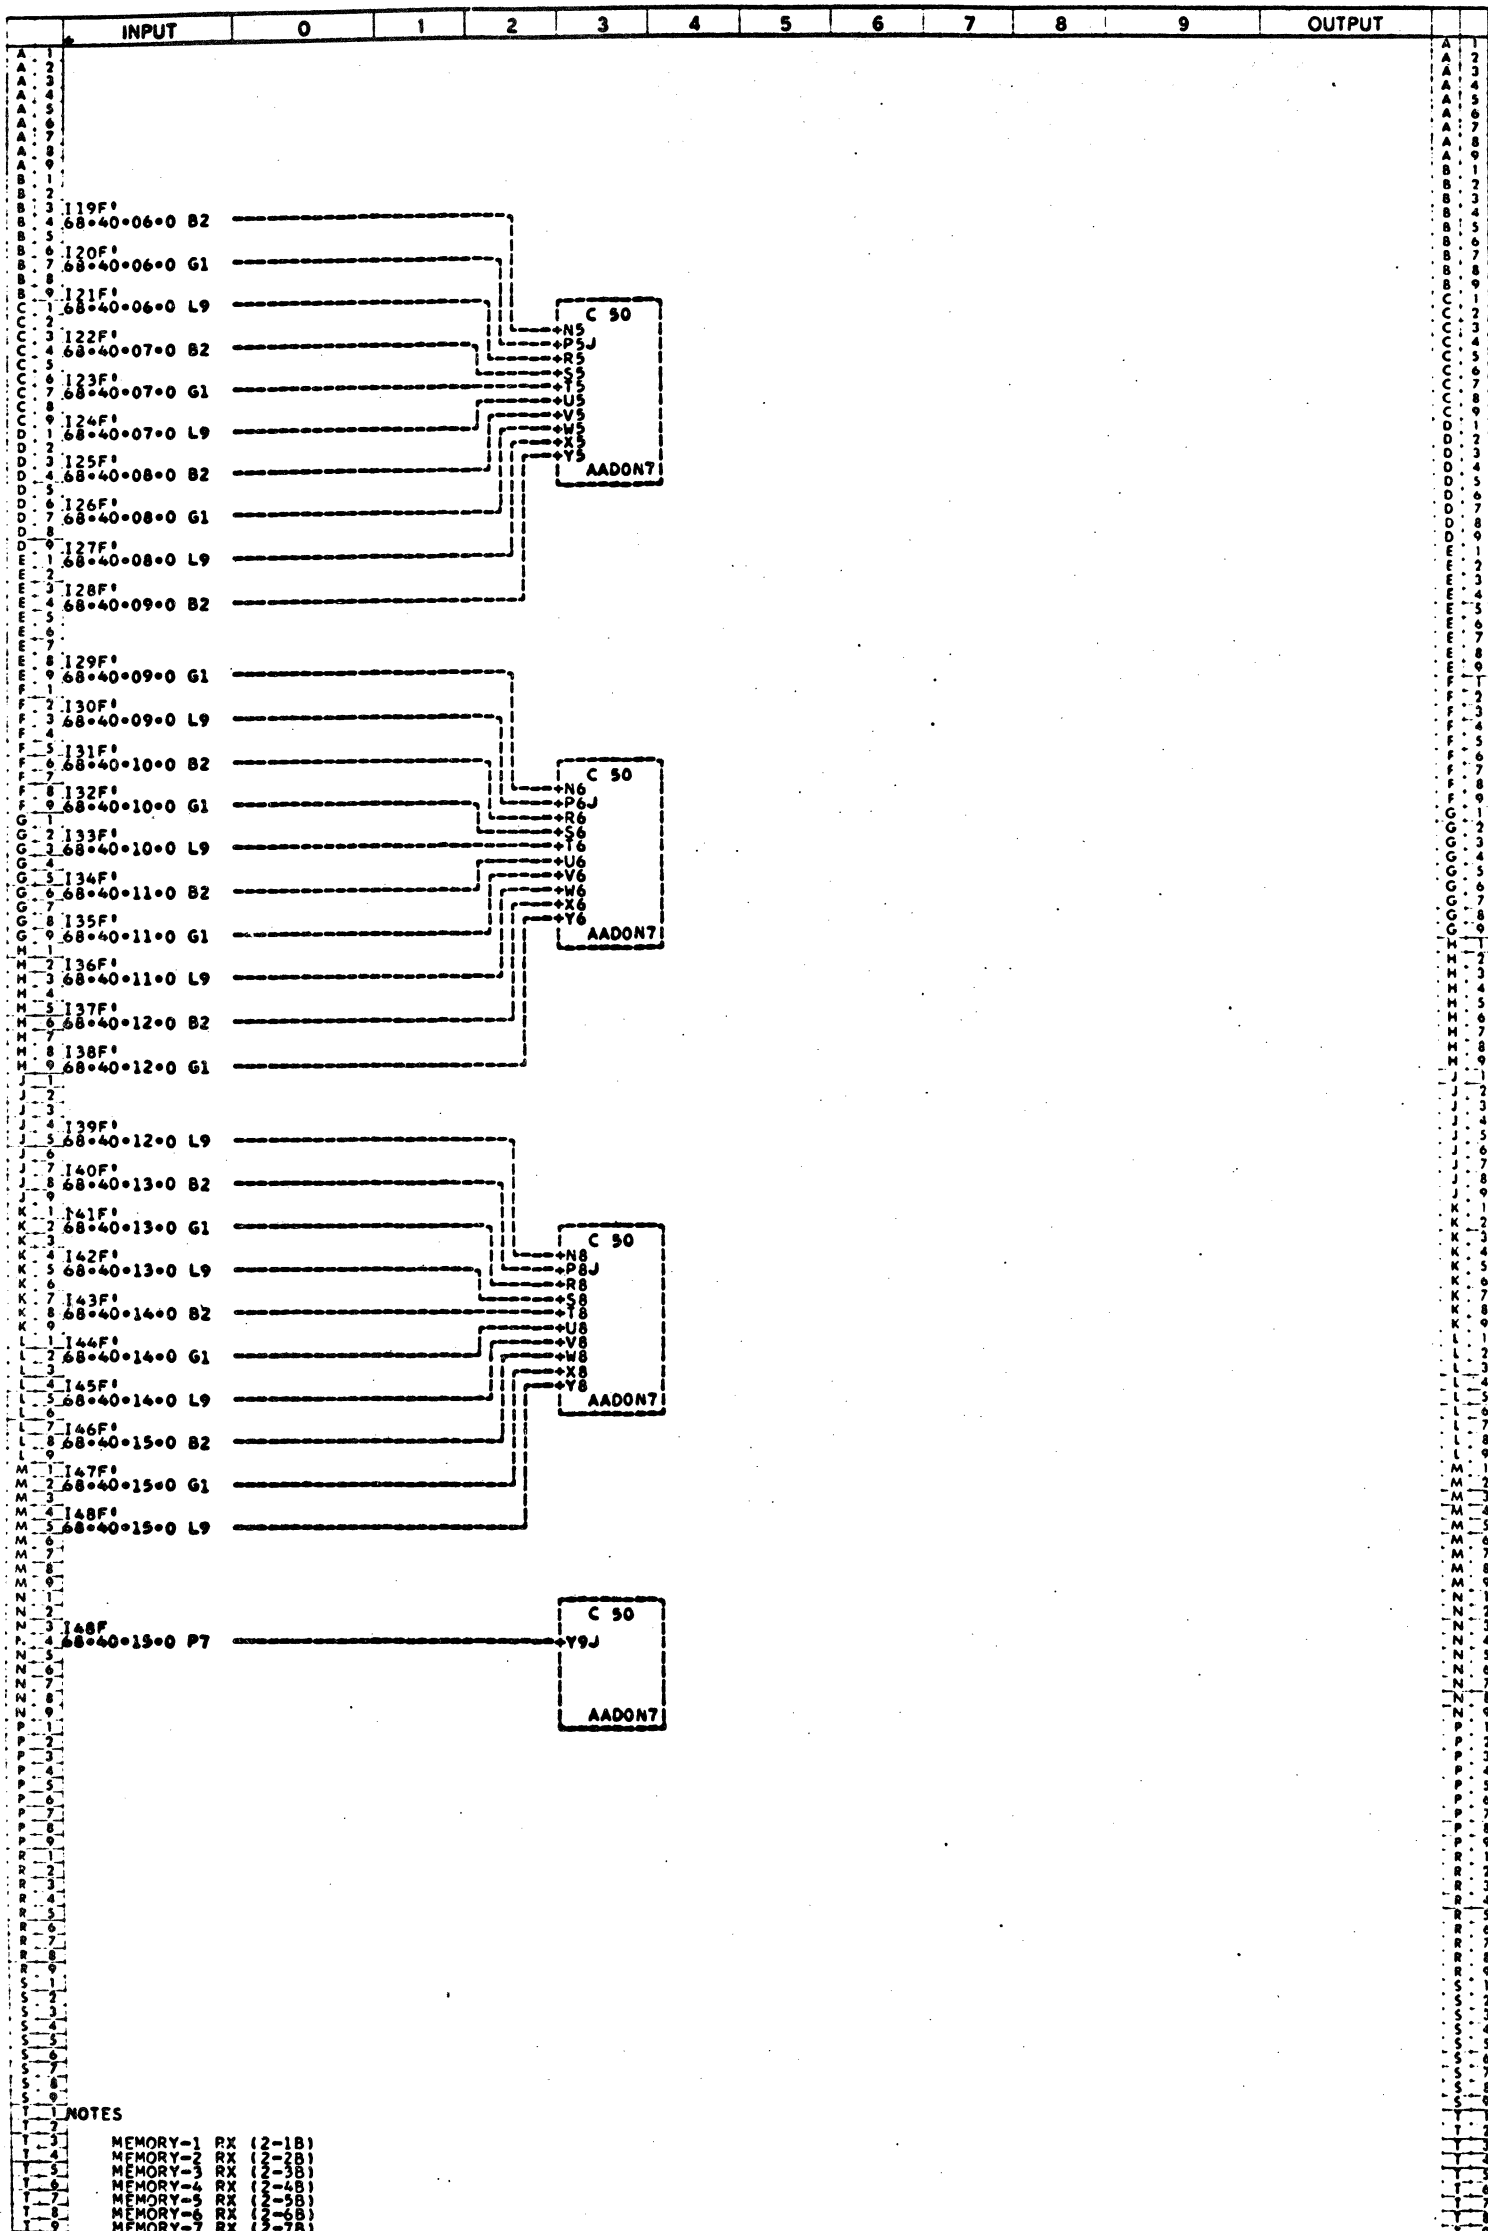 INPUT 0 1 2 3 4 5 6 7 8 9 OUTPUT
I19F'
68•40•06•0 B2
I20F'
68•40•06•0 G1
I21F'
68•40•06•0 L9
I22F'
68•40•07•0 B2
I23F'
68•40•07•0 G1
I24F'
68•40•07•0 L9
I25F'
68•40•08•0 B2
I26F'
68•40•08•0 G1
I27F'
68•40•08•0 L9
I28F'
68•40•09•0 B2
C 50
+N5
+P5J
+R5
+S5
+T5
+U5
+V5
+W5
+X5
+Y5
AADON7
I29F'
68•40•09•0 G1
I30F'
68•40•09•0 L9
I31F'
68•40•10•0 B2
I32F'
68•40•10•0 G1
I33F'
68•40•10•0 L9
I34F'
68•40•11•0 B2
I35F'
68•40•11•0 G1
I36F'
68•40•11•0 L9
I37F'
68•40•12•0 B2
I38F'
68•40•12•0 G1
C 50
+N6
+P6J
+R6
+S6
+T6
+U6
+V6
+W6
+X6
+Y6
AADON7
I39F'
68•40•12•0 L9
I40F'
68•40•13•0 B2
I41F'
68•40•13•0 G1
I42F'
68•40•13•0 L9
I43F'
68•40•14•0 B2
I44F'
68•40•14•0 G1
I45F'
68•40•14•0 L9
I46F'
68•40•15•0 B2
I47F'
68•40•15•0 G1
I48F'
68•40•15•0 L9
C 50
+N8
+P8J
+R8
+S8
+T8
+U8
+V8
+W8
+X8
+Y8
AADON7
I48F
68•40•15•0 P7
C 50
+Y9J
AADON7
NOTES
MEMORY-1 RX (2-1B)
MEMORY-2 RX (2-2B)
MEMORY-3 RX (2-3B)
MEMORY-4 RX (2-4B)
MEMORY-5 RX (2-5B)
MEMORY-6 RX (2-6B)
MEMORY-7 RX (2-7B)